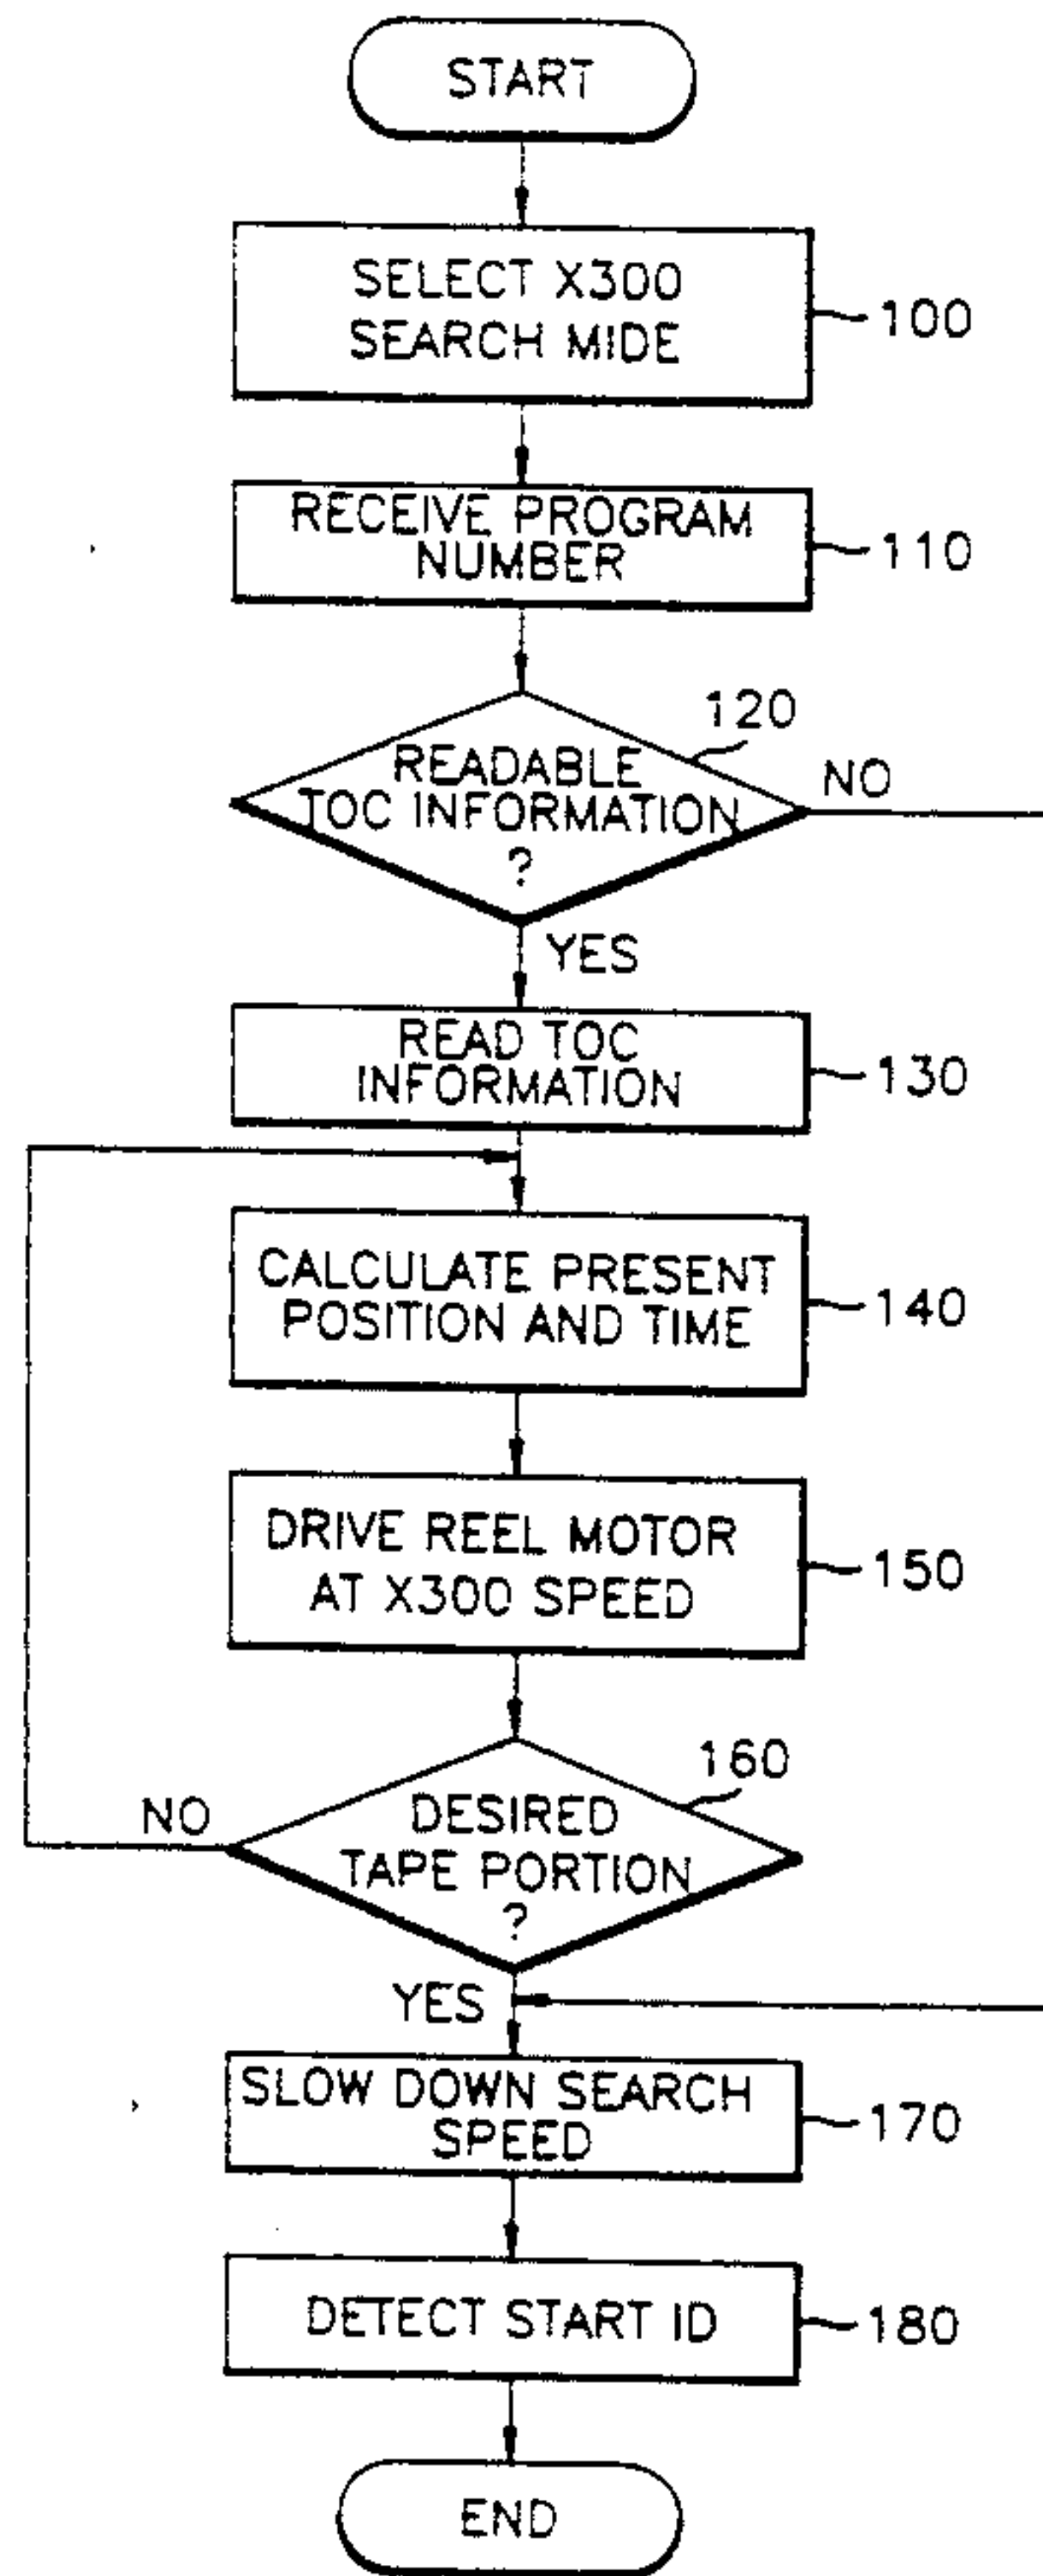 START
SELECT X300
SEARCH MIDE
100
RECEIVE PROGRAM
NUMBER
110
120
READABLE
TOC INFORMATION
?
NO
YES
READ TOC
INFORMATION
130
CALCULATE PRESENT
POSITION AND TIME
140
DRIVE REEL MOTOR
AT X300 SPEED
150
160
DESIRED
TAPE PORTION
?
NO
YES
SLOW DOWN SEARCH
SPEED
170
DETECT START ID
180
END